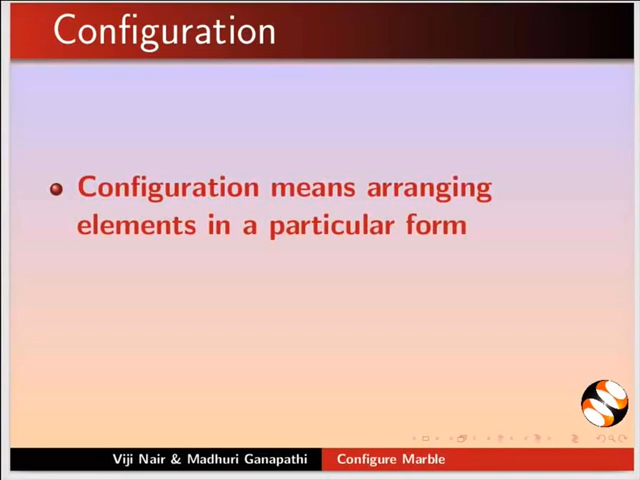 Configuration
Configuration means arranging
elements in a particular form
Viji Nair & Madhuri Ganapathi
Configure Marble